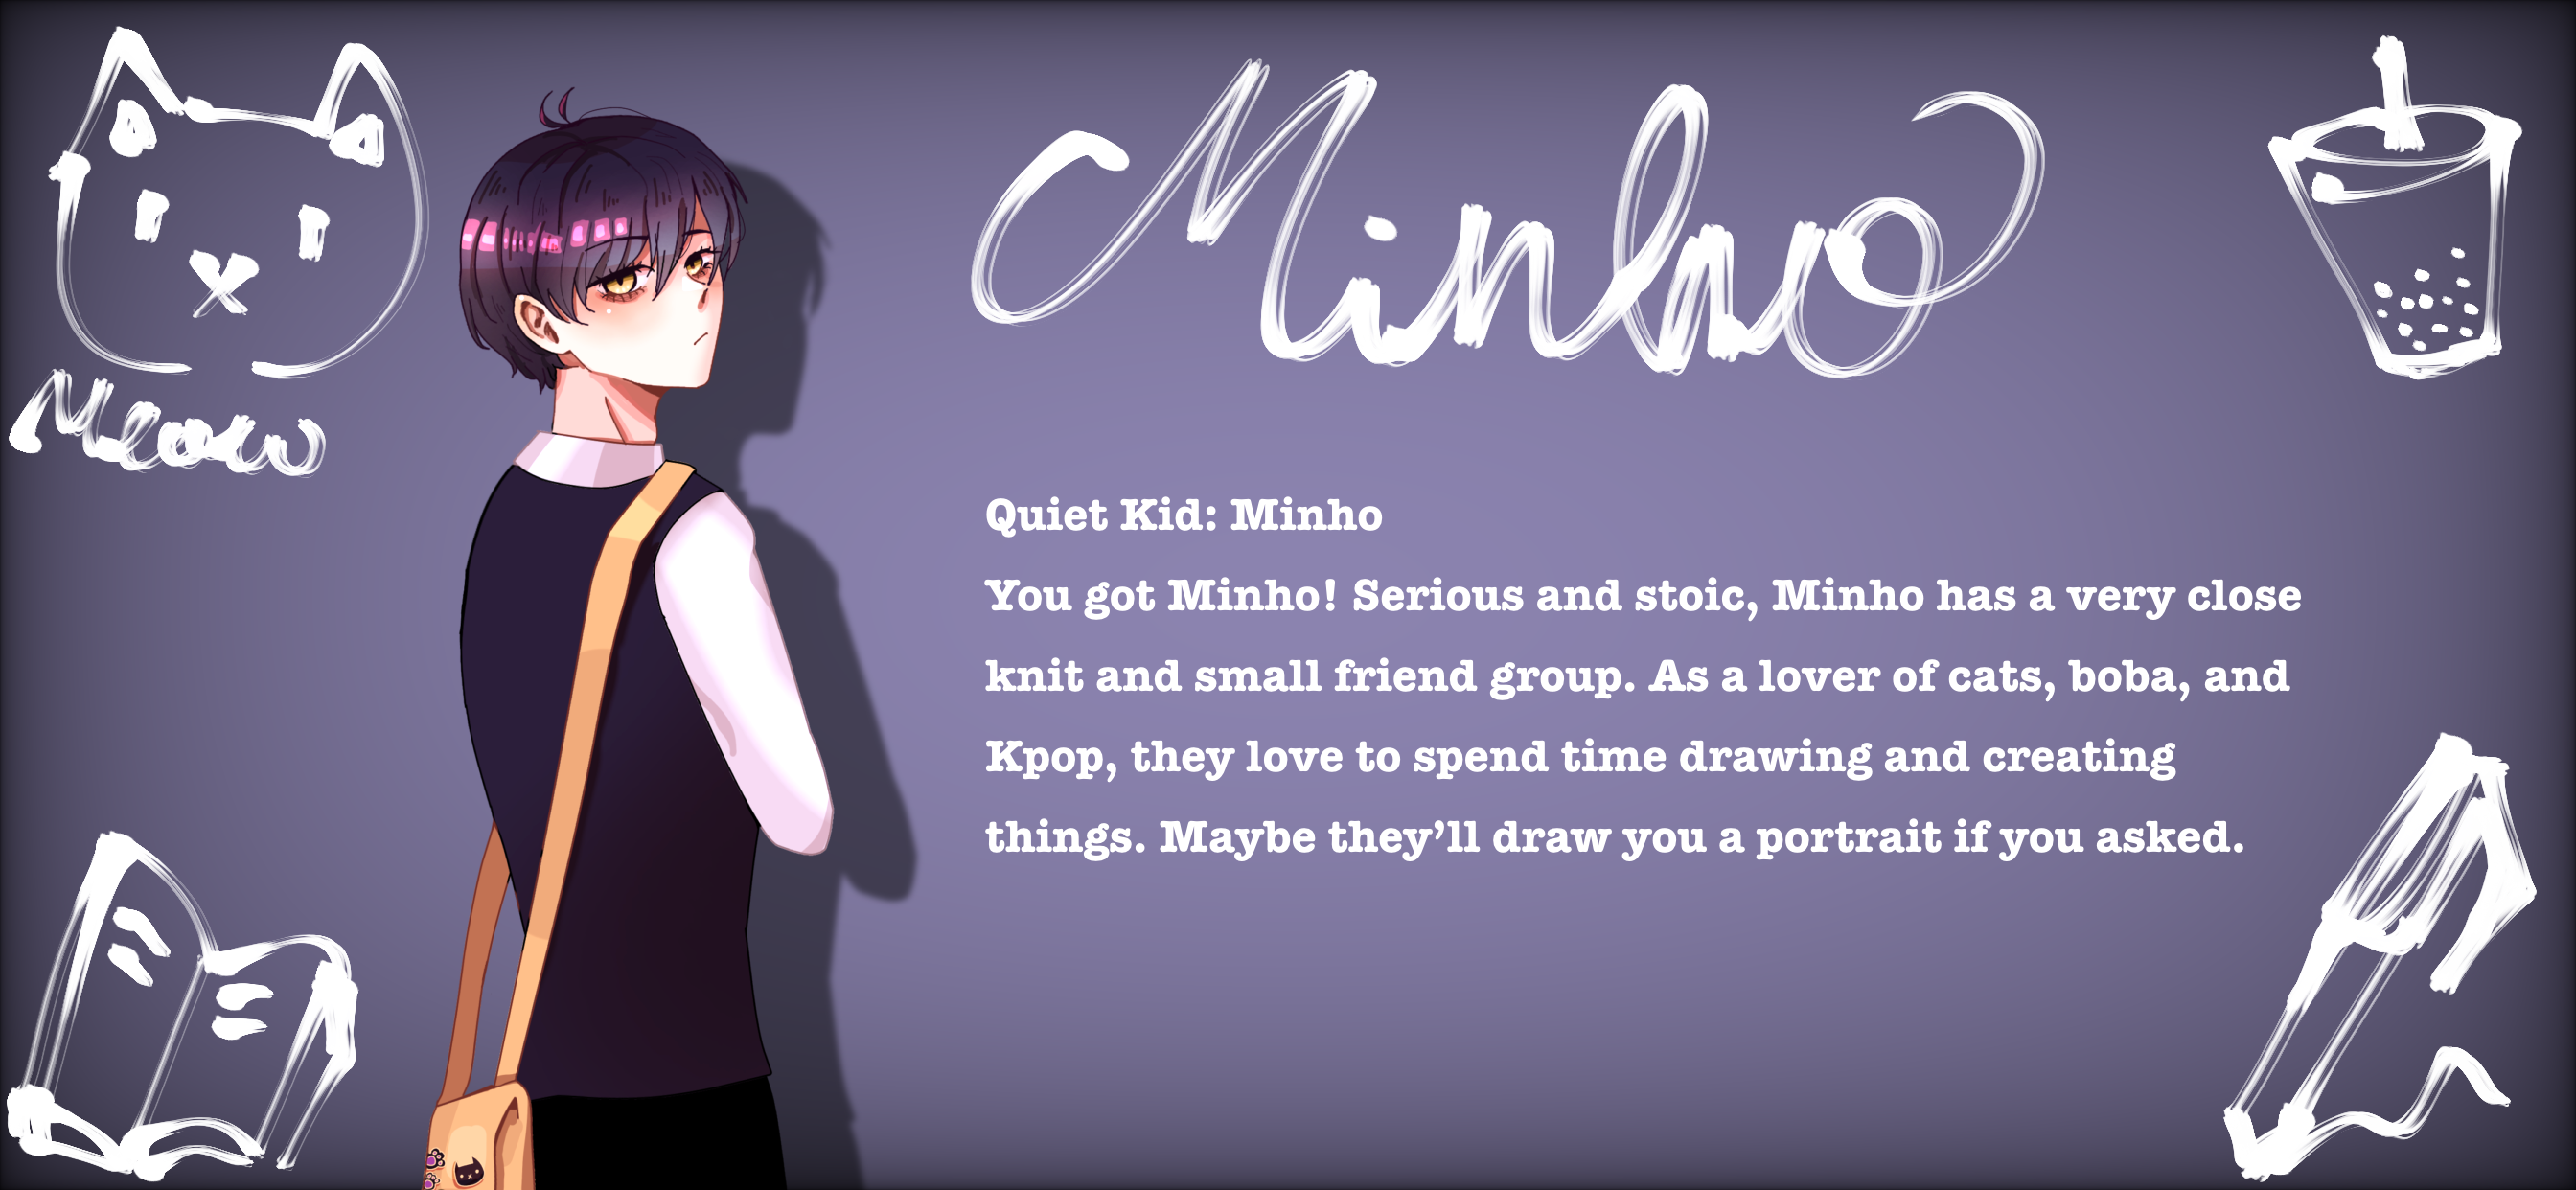 Minho
Meow
Quiet Kid: Minho
You got Minho! Serious and stoic, Minho has a very close
knit and small friend group. As a lover of cats, boba, and
Kpop, they love to spend time drawing and creating
things. Maybe they’ll draw you a portrait if you asked.